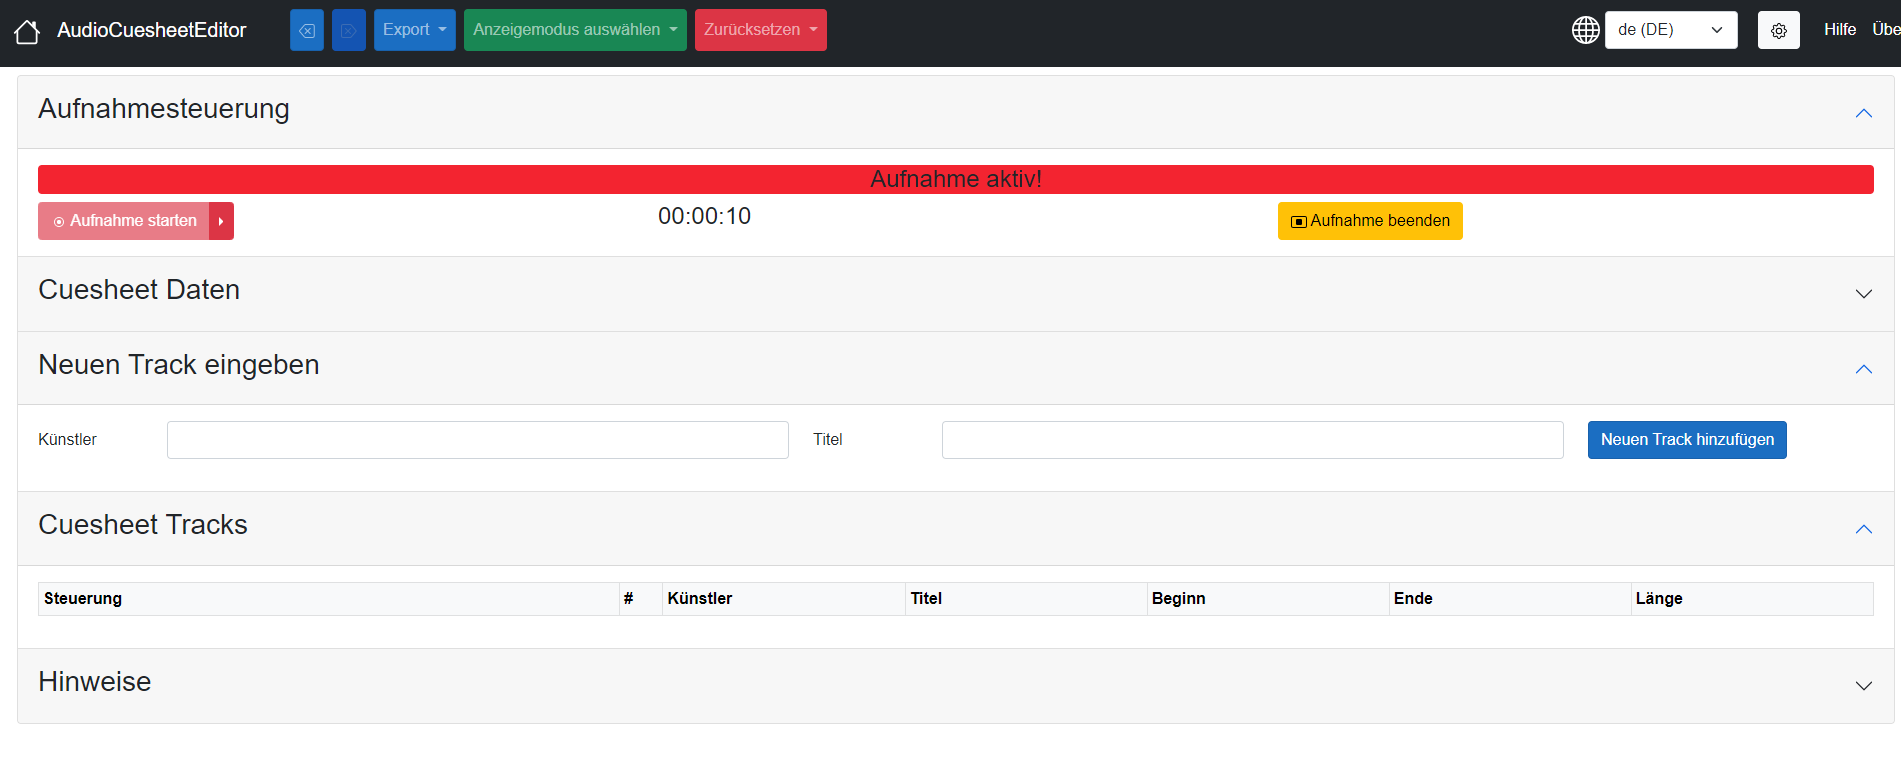 AudioCuesheetEditor Export Anzeigemodus auswählen Zurücksetzen de (DE) Hilfe Übe
Aufnahmesteuerung
Aufnahme aktiv!
Aufnahme starten 00:00:10 Aufnahme beenden
Cuesheet Daten
Neuen Track eingeben
Künstler Titel Neuen Track hinzufügen
Cuesheet Tracks
Steuerung # Künstler Titel Beginn Ende Länge
Hinweise